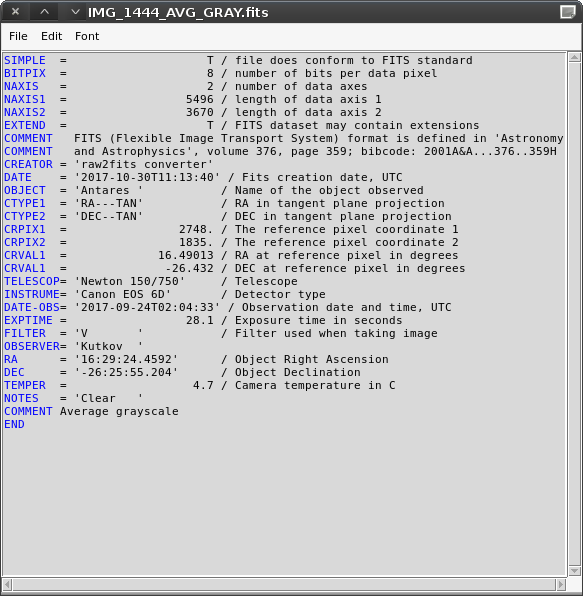 IMG_1444_AVG_GRAY.fits
File Edit Font
SIMPLE  =                    T / file does conform to FITS standard
BITPIX  =                    8 / number of bits per data pixel
NAXIS   =                    2 / number of data axes
NAXIS1  =                 5496 / length of data axis 1
NAXIS2  =                 3670 / length of data axis 2
EXTEND  =                    T / FITS dataset may contain extensions
COMMENT   FITS (Flexible Image Transport System) format is defined in 'Astronomy
COMMENT   and Astrophysics', volume 376, page 359; bibcode: 2001A&A...376..359H
CREATOR = 'raw2fits converter'
DATE    = '2017-10-30T11:13:40' / Fits creation date, UTC
OBJECT  = 'Antares '           / Name of the object observed
CTYPE1  = 'RA---TAN'           / RA in tangent plane projection
CTYPE2  = 'DEC--TAN'           / DEC in tangent plane projection
CRPIX1  =                2748. / The reference pixel coordinate 1
CRPIX2  =                1835. / The reference pixel coordinate 2
CRVAL1  =             16.49013 / RA at reference pixel in degrees
CRVAL1  =              -26.432 / DEC at reference pixel in degrees
TELESCOP= 'Newton 150/750'     / Telescope
INSTRUME= 'Canon EOS 6D'       / Detector type
DATE-OBS= '2017-09-24T02:04:33' / Observation date and time, UTC
EXPTIME =                 28.1 / Exposure time in seconds
FILTER  = 'V       '           / Filter used when taking image
OBSERVER= 'Kutkov  '
RA      = '16:29:24.4592'      / Object Right Ascension
DEC     = '-26:25:55.204'      / Object Declination
TEMPER  =                  4.7 / Camera temperature in C
NOTES   = 'Clear   '
COMMENT Average grayscale
END